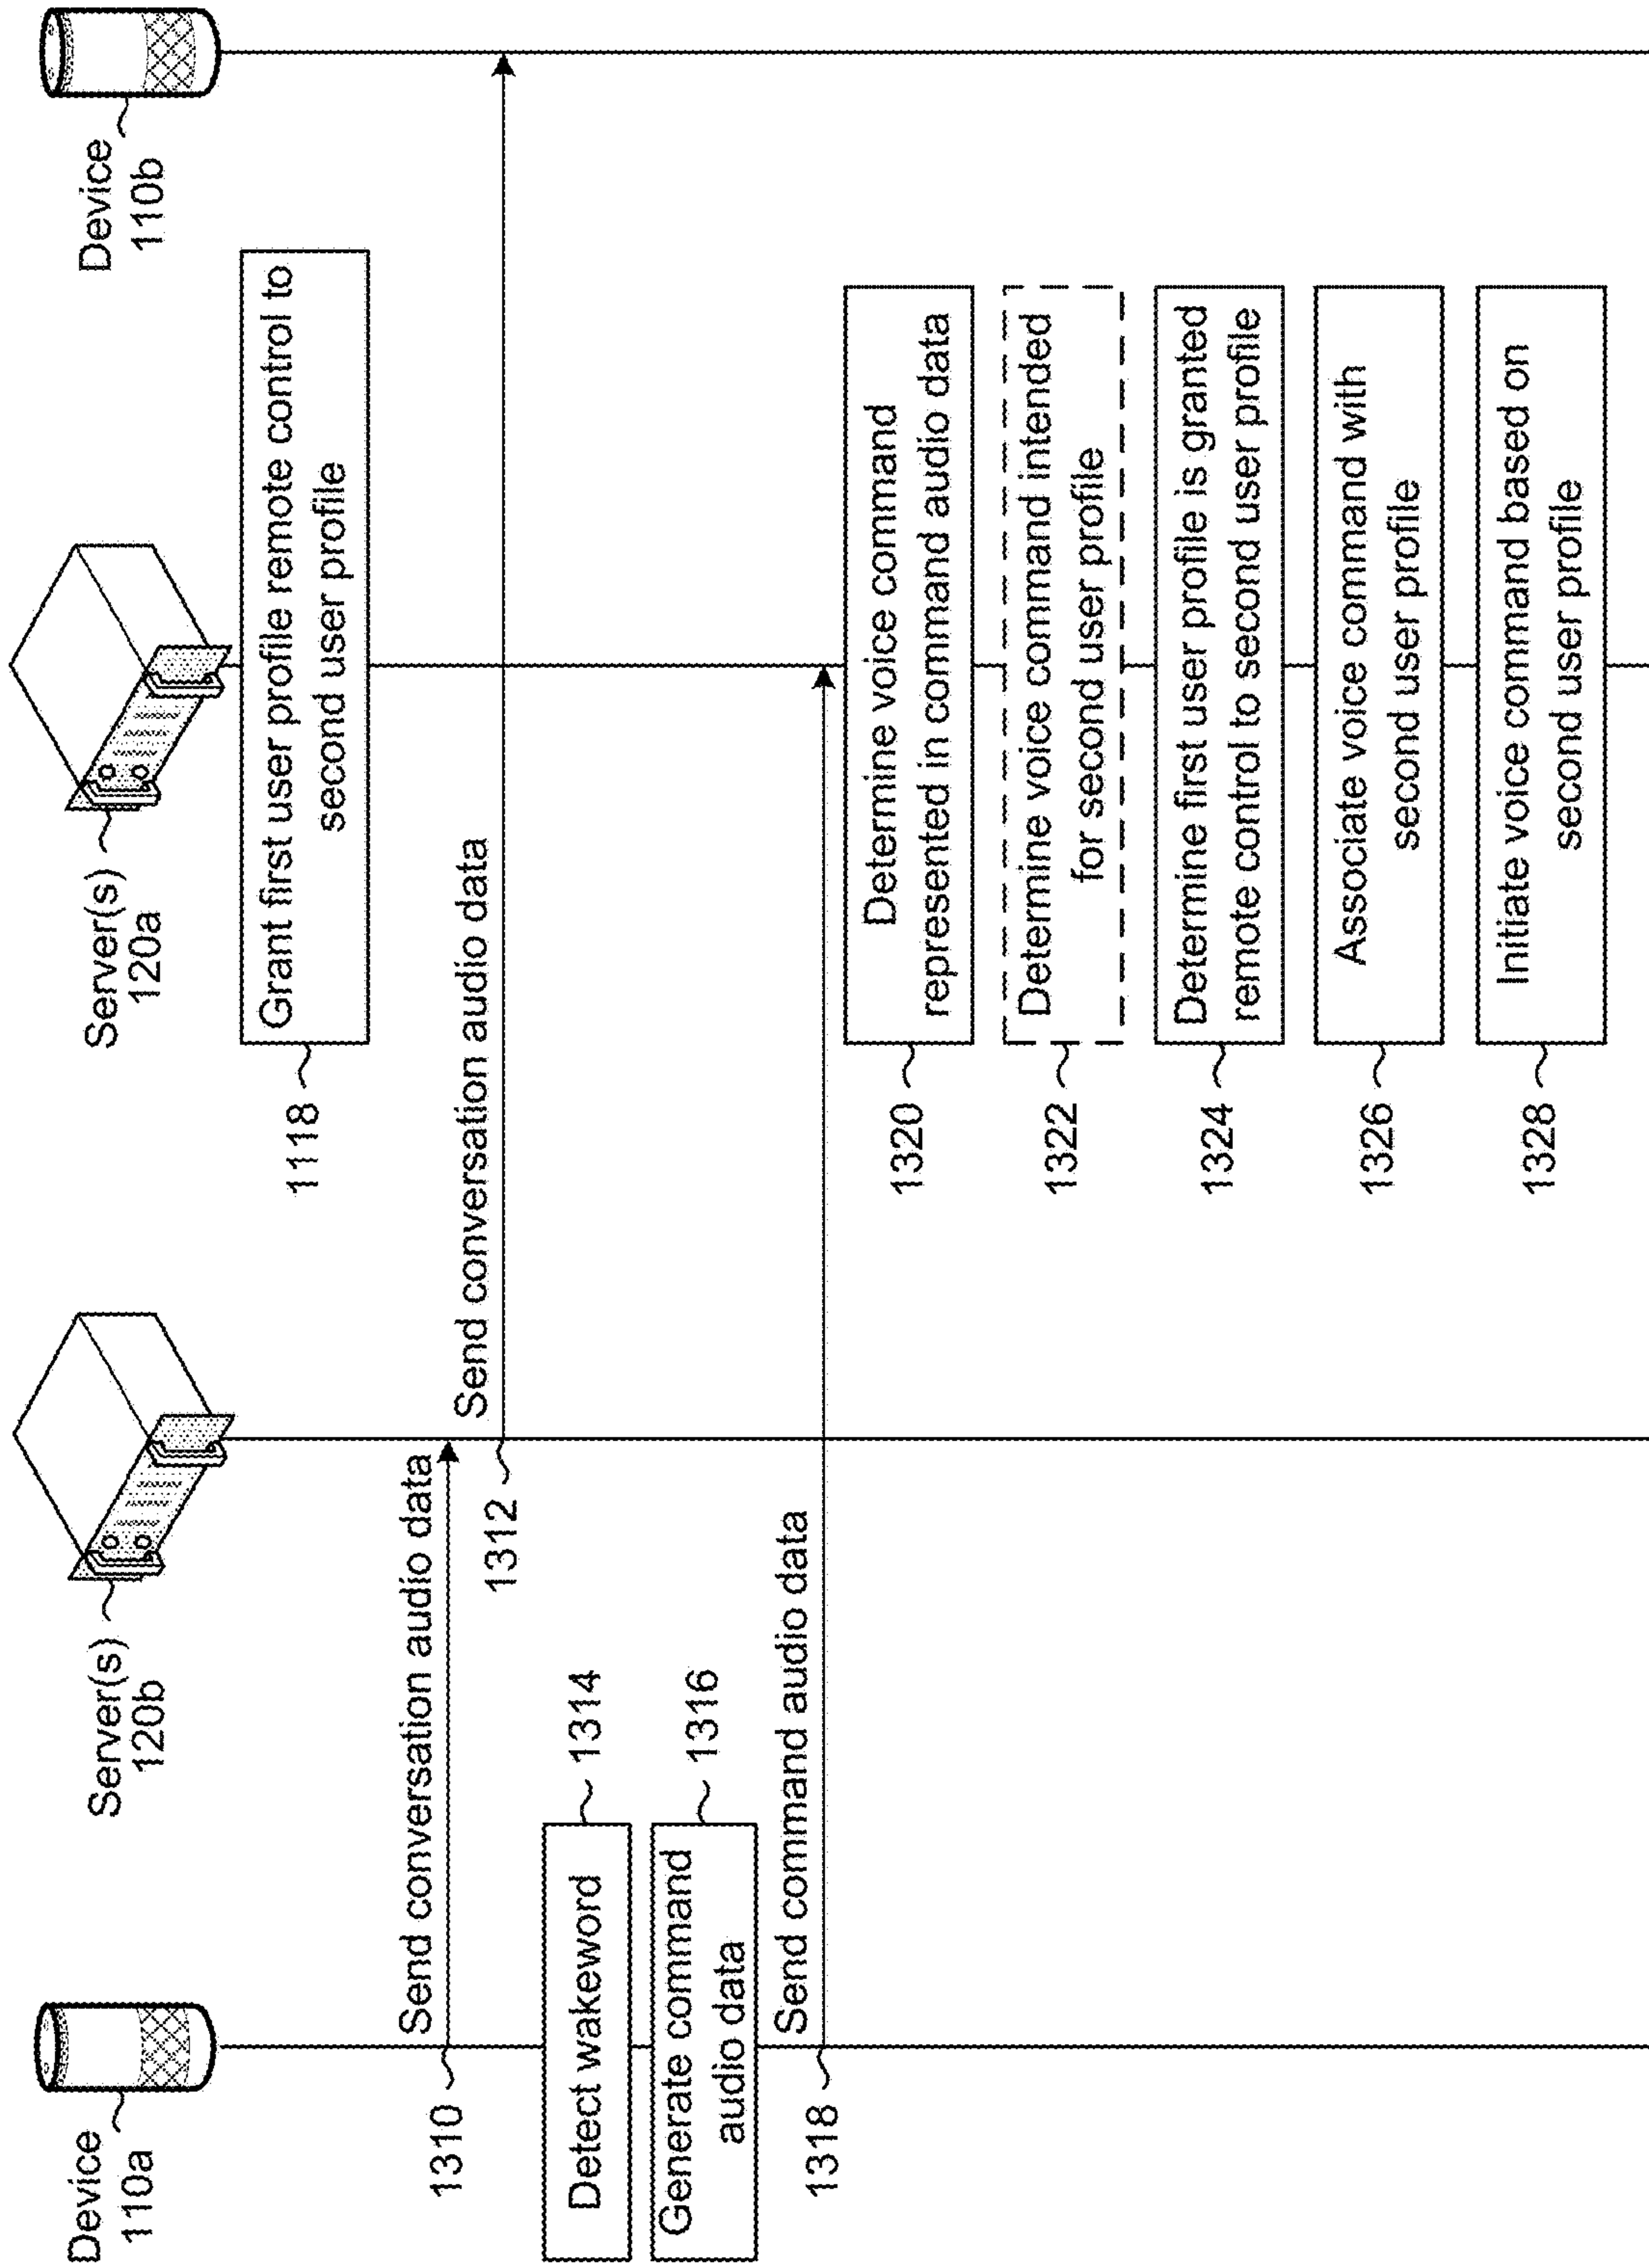 Device
110a
Server(s)
120b
Server(s)
120a
Device
110b
Grant first user profile remote control to
second user profile
1118
Send conversation audio data
1310
Send conversation audio data
1312
Detect wakeword
1314
Generate command
audio data
1316
Send command audio data
1318
Determine voice command
represented in command audio data
1320
Determine voice command intended
for second user profile
1322
Determine first user profile is granted
remote control to second user profile
1324
Associate voice command with
second user profile
1326
Initiate voice command based on
second user profile
1328